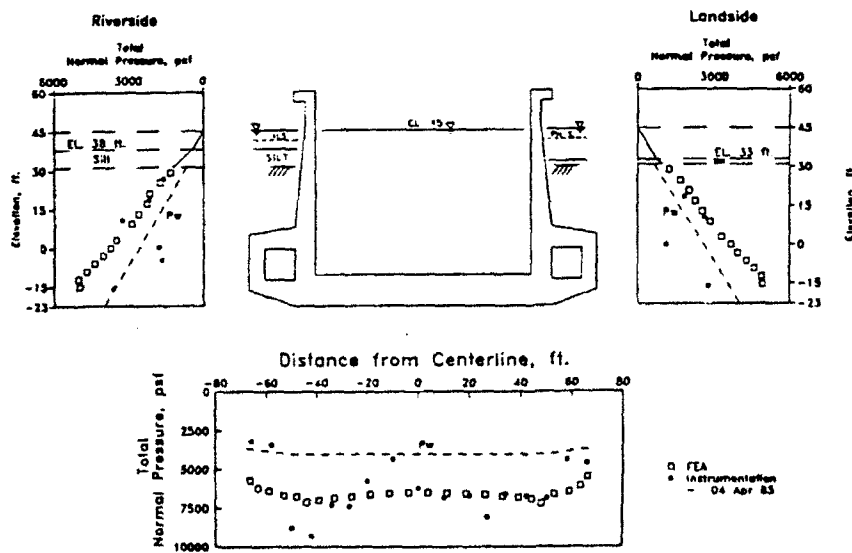 Riverside
Landside
Total
Normal Pressure, psf
6000 3000 0
Total
Normal Pressure, psf
0 3000 6000
60
45
30
15
0
-15
-23
Elevation, ft.
EL. 38 ft.
Silt
Pw
EL. 45
SILT
60
45
30
15
0
-15
-23
Elevation, ft.
EL. 33 ft
Pw
Distance from Centerline, ft.
-80 -60 -40 -20 0 20 40 60 80
Total
Normal Pressure, psf
0
2500
5000
7500
10000
Pw
FEA
Instrumentation
04 Apr 83